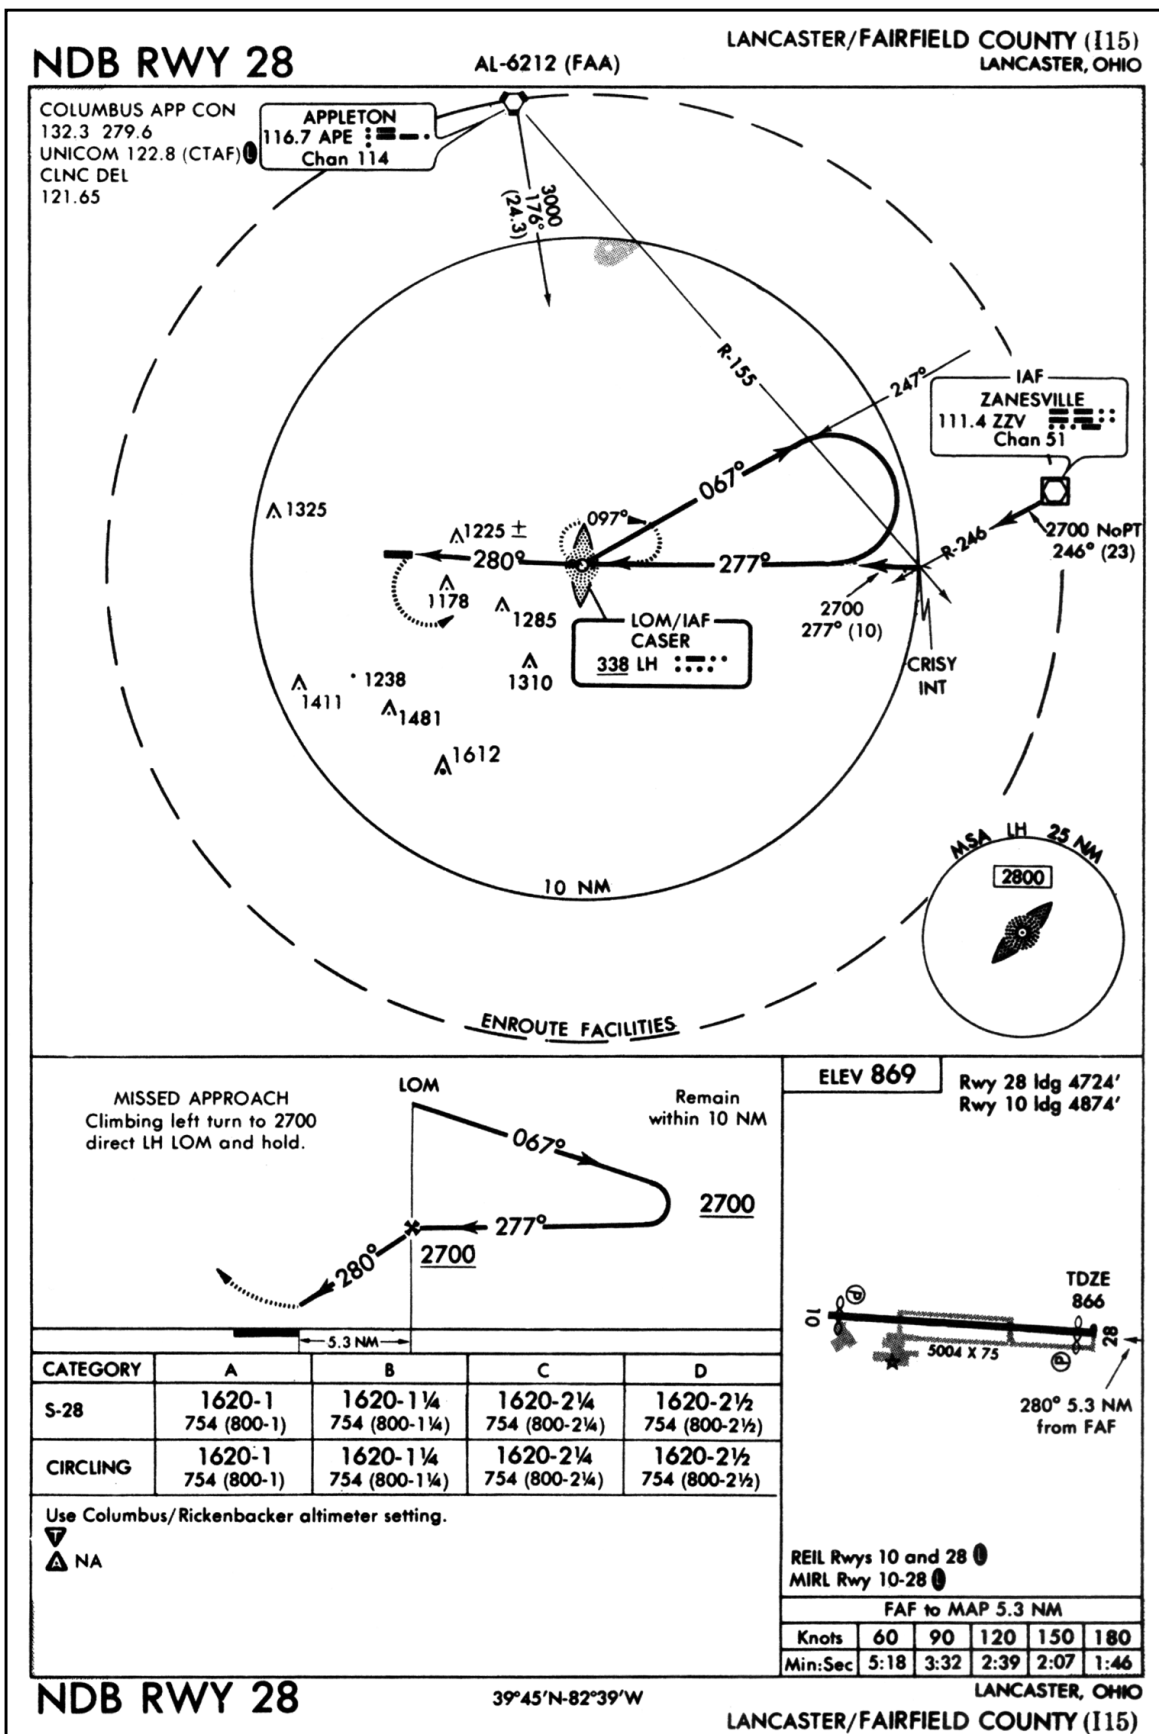 NDB RWY 28
AL-6212 (FAA)
LANCASTER/FAIRFIELD COUNTY (I15)
LANCASTER, OHIO
COLUMBUS APP CON
132.3 279.6
UNICOM 122.8 (CTAF) L
CLNC DEL
121.65
APPLETON
116.7 APE
Chan 114
3000
176°
(24.3)
R-155
247°
IAF
ZANESVILLE
111.4 ZZV
Chan 51
2700 NoPT
246° (23)
R-246
067°
097°
277°
280°
2700
277° (10)
CRISY
INT
LOM/IAF
CASER
338 LH
1325
1225 ±
1178
1285
1310
1238
1411
1481
1612
10 NM
ENROUTE FACILITIES
MSA LH 25 NM
2800
MISSED APPROACH
Climbing left turn to 2700
direct LH LOM and hold.
LOM
Remain
within 10 NM
067°
2700
277°
2700
280°
5.3 NM
ELEV 869
Rwy 28 ldg 4724'
Rwy 10 ldg 4874'
TDZE
866
10
28
P
P
5004 X 75
280° 5.3 NM
from FAF
REIL Rwys 10 and 28 L
MIRL Rwy 10-28 L
CATEGORY A B C D
S-28 1620-1 1620-1¼ 1620-2¼ 1620-2½
754 (800-1) 754 (800-1¼) 754 (800-2¼) 754 (800-2½)
CIRCLING 1620-1 1620-1¼ 1620-2¼ 1620-2½
754 (800-1) 754 (800-1¼) 754 (800-2¼) 754 (800-2½)
Use Columbus/Rickenbacker altimeter setting.
T
A NA
FAF to MAP 5.3 NM
Knots 60 90 120 150 180
Min:Sec 5:18 3:32 2:39 2:07 1:46
NDB RWY 28
39°45'N-82°39'W
LANCASTER, OHIO
LANCASTER/FAIRFIELD COUNTY (I15)